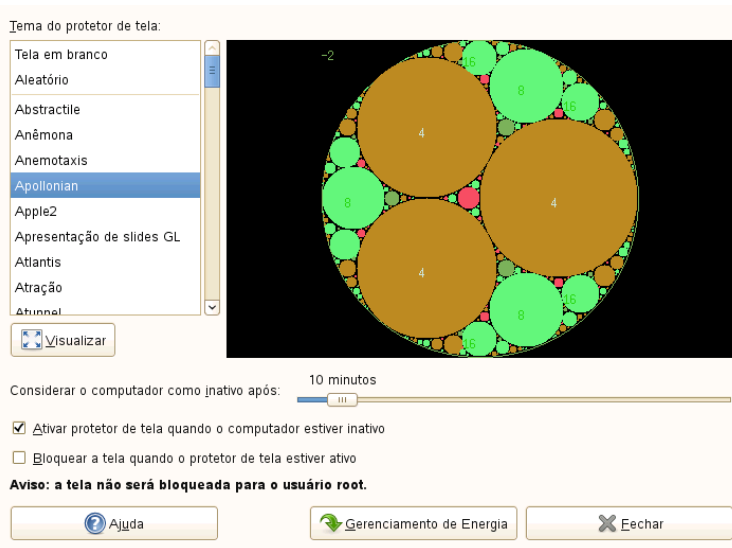 Tema do protetor de tela:
Tela em branco
Aleatório
Abstractile
Anêmona
Anemotaxis
Apollonian
Apple2
Apresentação de slides GL
Atlantis
Atração
Atunnel
Visualizar
-2
16
8
16
4
8
4
4
16
8
16
Considerar o computador como inativo após:
10 minutos
Ativar protetor de tela quando o computador estiver inativo
Bloquear a tela quando o protetor de tela estiver ativo
Aviso: a tela não será bloqueada para o usuário root.
Ajuda
Gerenciamento de Energia
Fechar